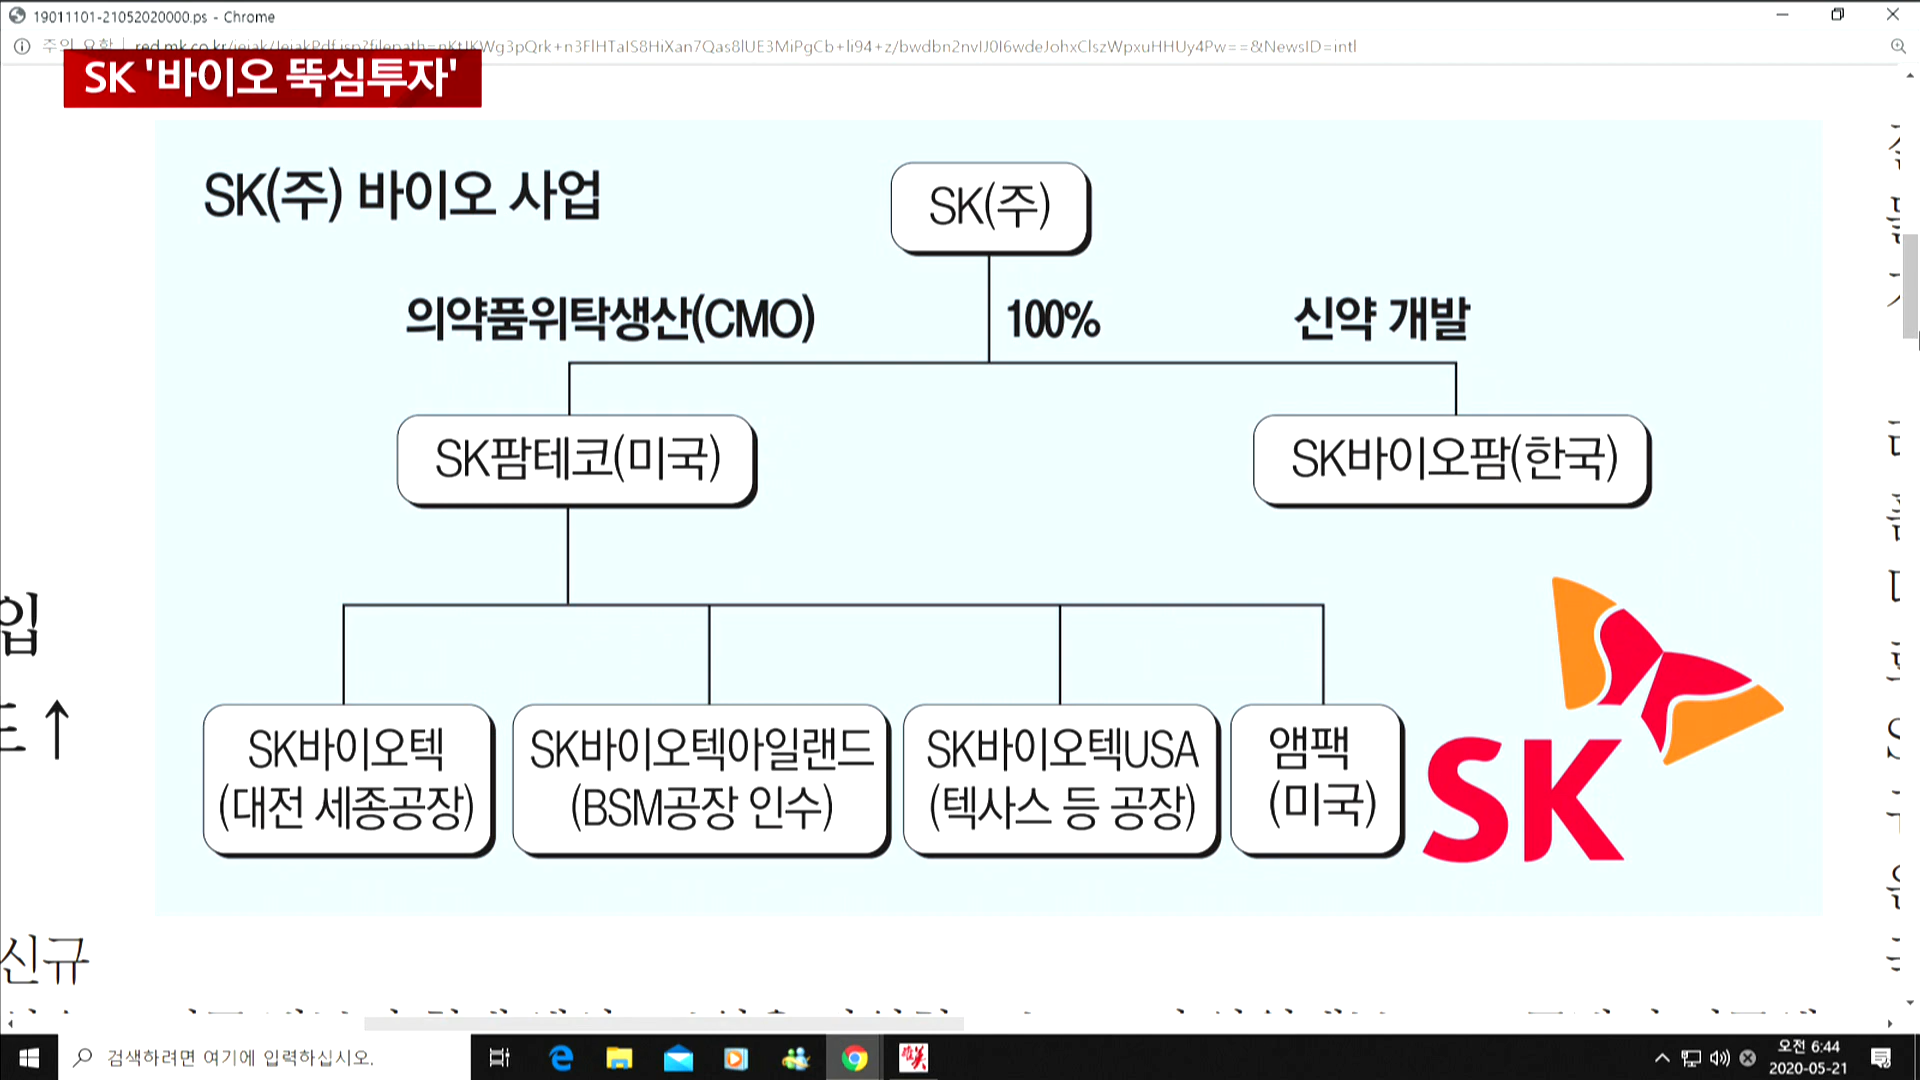 19011101-21052020000.ps - Chrome
SK '바이오 뚝심투자'
SK(주) 바이오 사업
SK(주)
의약품위탁생산(CMO)
100%
신약 개발
SK팜테코(미국)
SK바이오팜(한국)
SK바이오텍
(대전 세종공장)
SK바이오텍아일랜드
(BSM공장 인수)
SK바이오텍USA
(텍사스 등 공장)
앰팩
(미국)
SK
입
드 ↑
신규
검색하려면 여기에 입력하십시오.
오전 6:44
2020-05-21